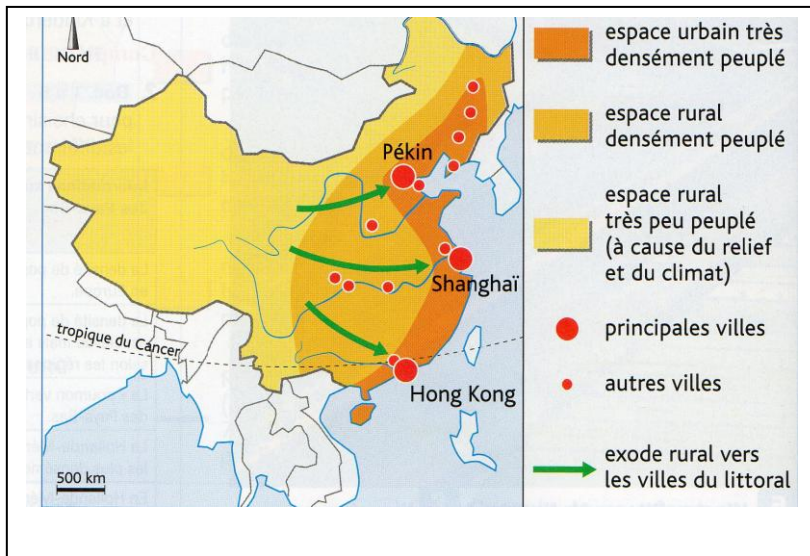 Nord
Pékin
Shanghaï
tropique du Cancer
Hong Kong
500 km
espace urbain très
densément peuplé
espace rural
densément peuplé
espace rural
très peu peuplé
(à cause du relief
et du climat)
principales villes
autres villes
exode rural vers
les villes du littoral